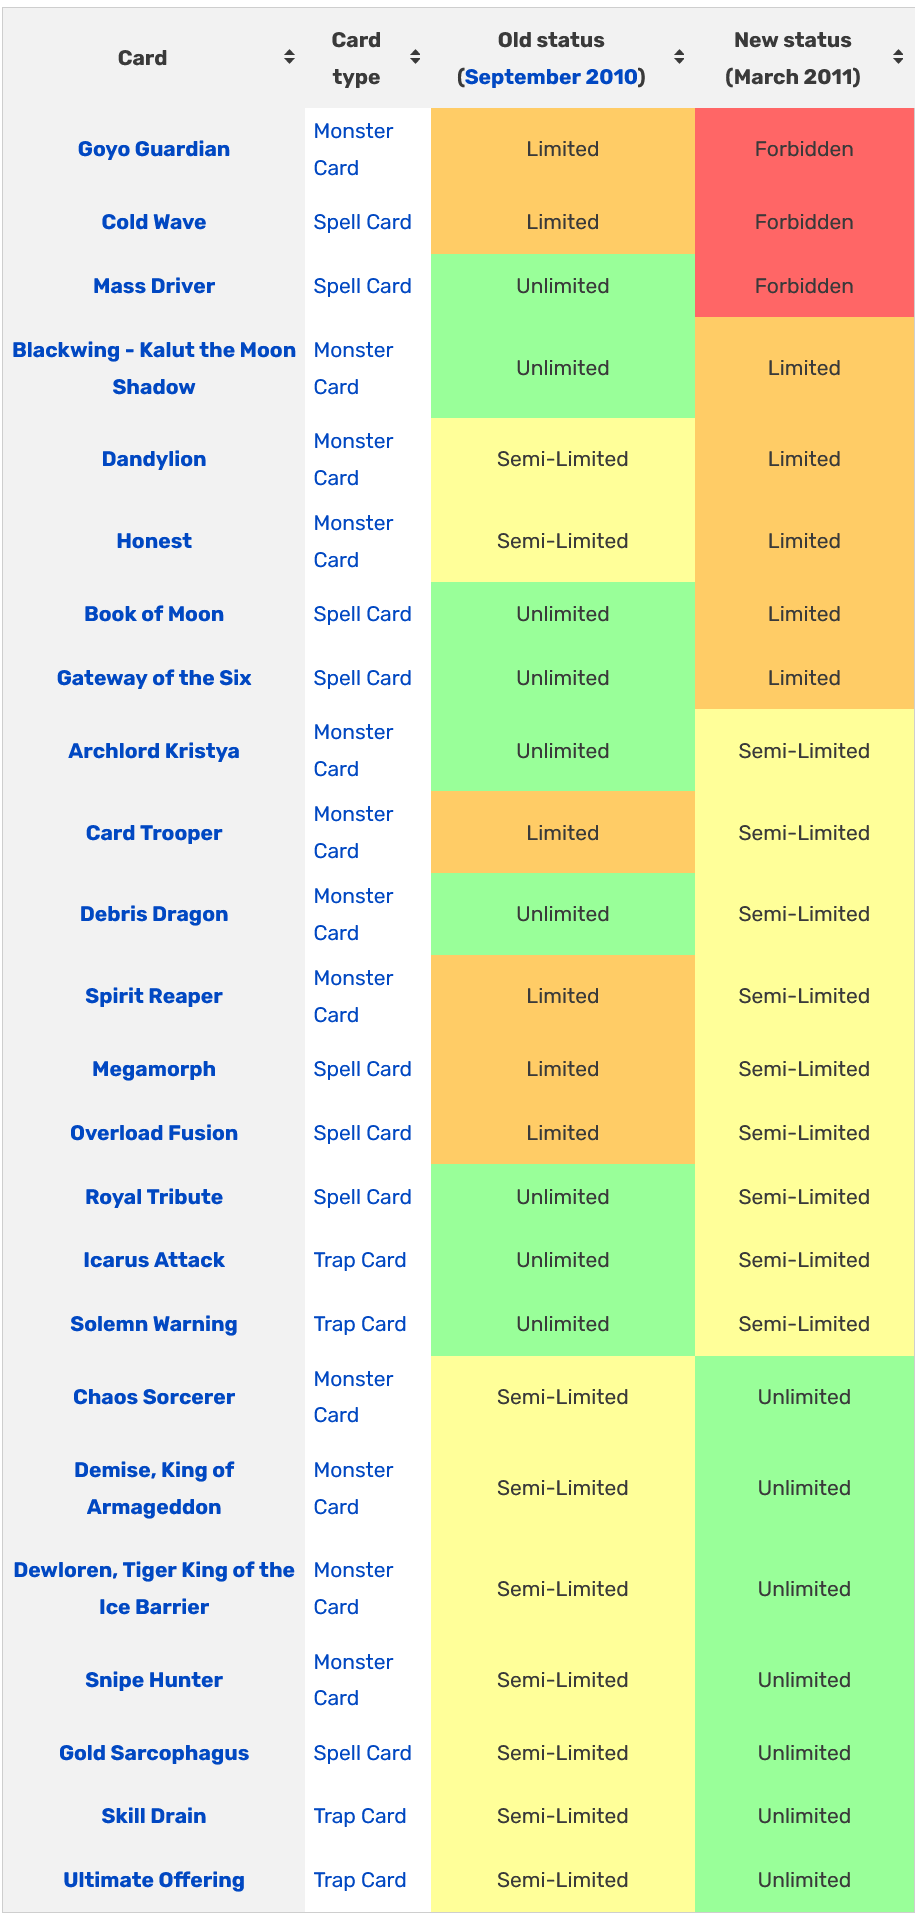 Card Card type Old status (September 2010) New status (March 2011)
Goyo Guardian Monster Card Limited Forbidden
Cold Wave Spell Card Limited Forbidden
Mass Driver Spell Card Unlimited Forbidden
Blackwing - Kalut the Moon Shadow Monster Card Unlimited Limited
Dandylion Monster Card Semi-Limited Limited
Honest Monster Card Semi-Limited Limited
Book of Moon Spell Card Unlimited Limited
Gateway of the Six Spell Card Unlimited Limited
Archlord Kristya Monster Card Unlimited Semi-Limited
Card Trooper Monster Card Limited Semi-Limited
Debris Dragon Monster Card Unlimited Semi-Limited
Spirit Reaper Monster Card Limited Semi-Limited
Megamorph Spell Card Limited Semi-Limited
Overload Fusion Spell Card Limited Semi-Limited
Royal Tribute Spell Card Unlimited Semi-Limited
Icarus Attack Trap Card Unlimited Semi-Limited
Solemn Warning Trap Card Unlimited Semi-Limited
Chaos Sorcerer Monster Card Semi-Limited Unlimited
Demise, King of Armageddon Monster Card Semi-Limited Unlimited
Dewloren, Tiger King of the Ice Barrier Monster Card Semi-Limited Unlimited
Snipe Hunter Monster Card Semi-Limited Unlimited
Gold Sarcophagus Spell Card Semi-Limited Unlimited
Skill Drain Trap Card Semi-Limited Unlimited
Ultimate Offering Trap Card Semi-Limited Unlimited